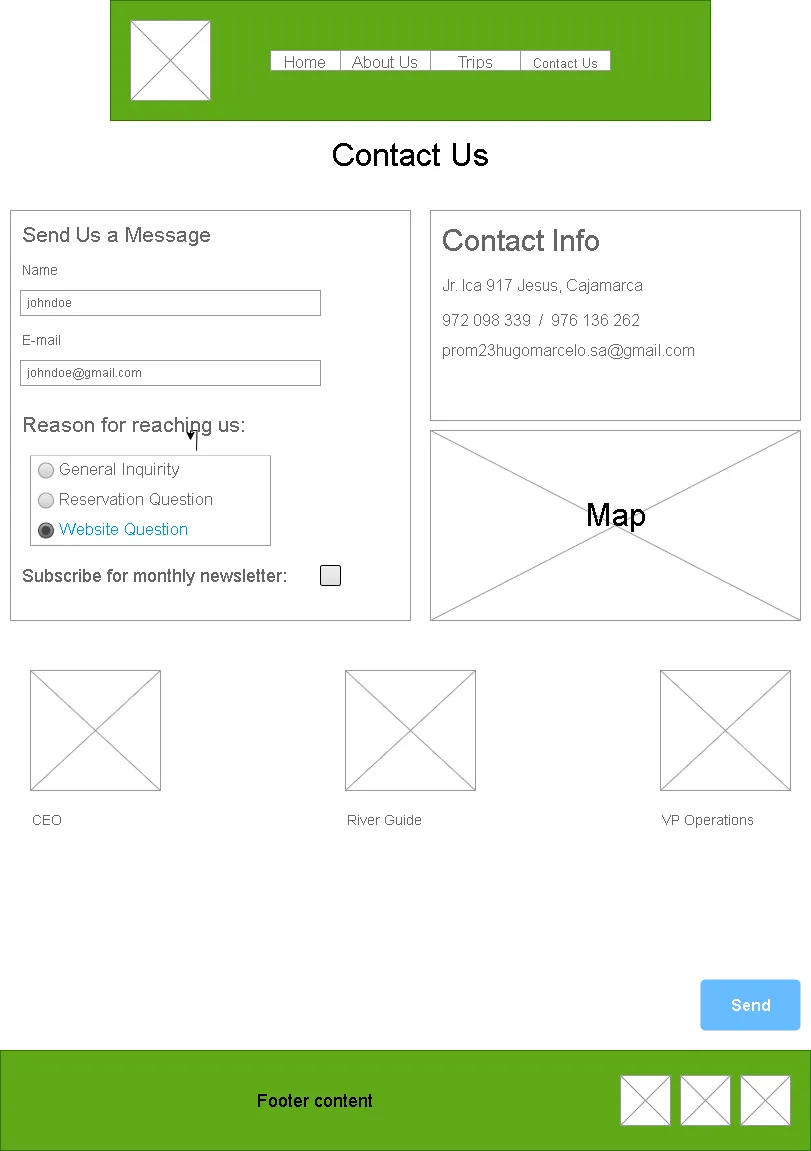 Home About Us Trips Contact Us
Contact Us
Send Us a Message
Name
johndoe
E-mail
johndoe@gmail.com
Reason for reaching us:
General Inquirity
Reservation Question
Website Question
Subscribe for monthly newsletter:
Contact Info
Jr. Ica 917 Jesus, Cajamarca
972 098 339 / 976 136 262
prom23hugomarcelo.sa@gmail.com
Map
CEO
River Guide
VP Operations
Send
Footer content